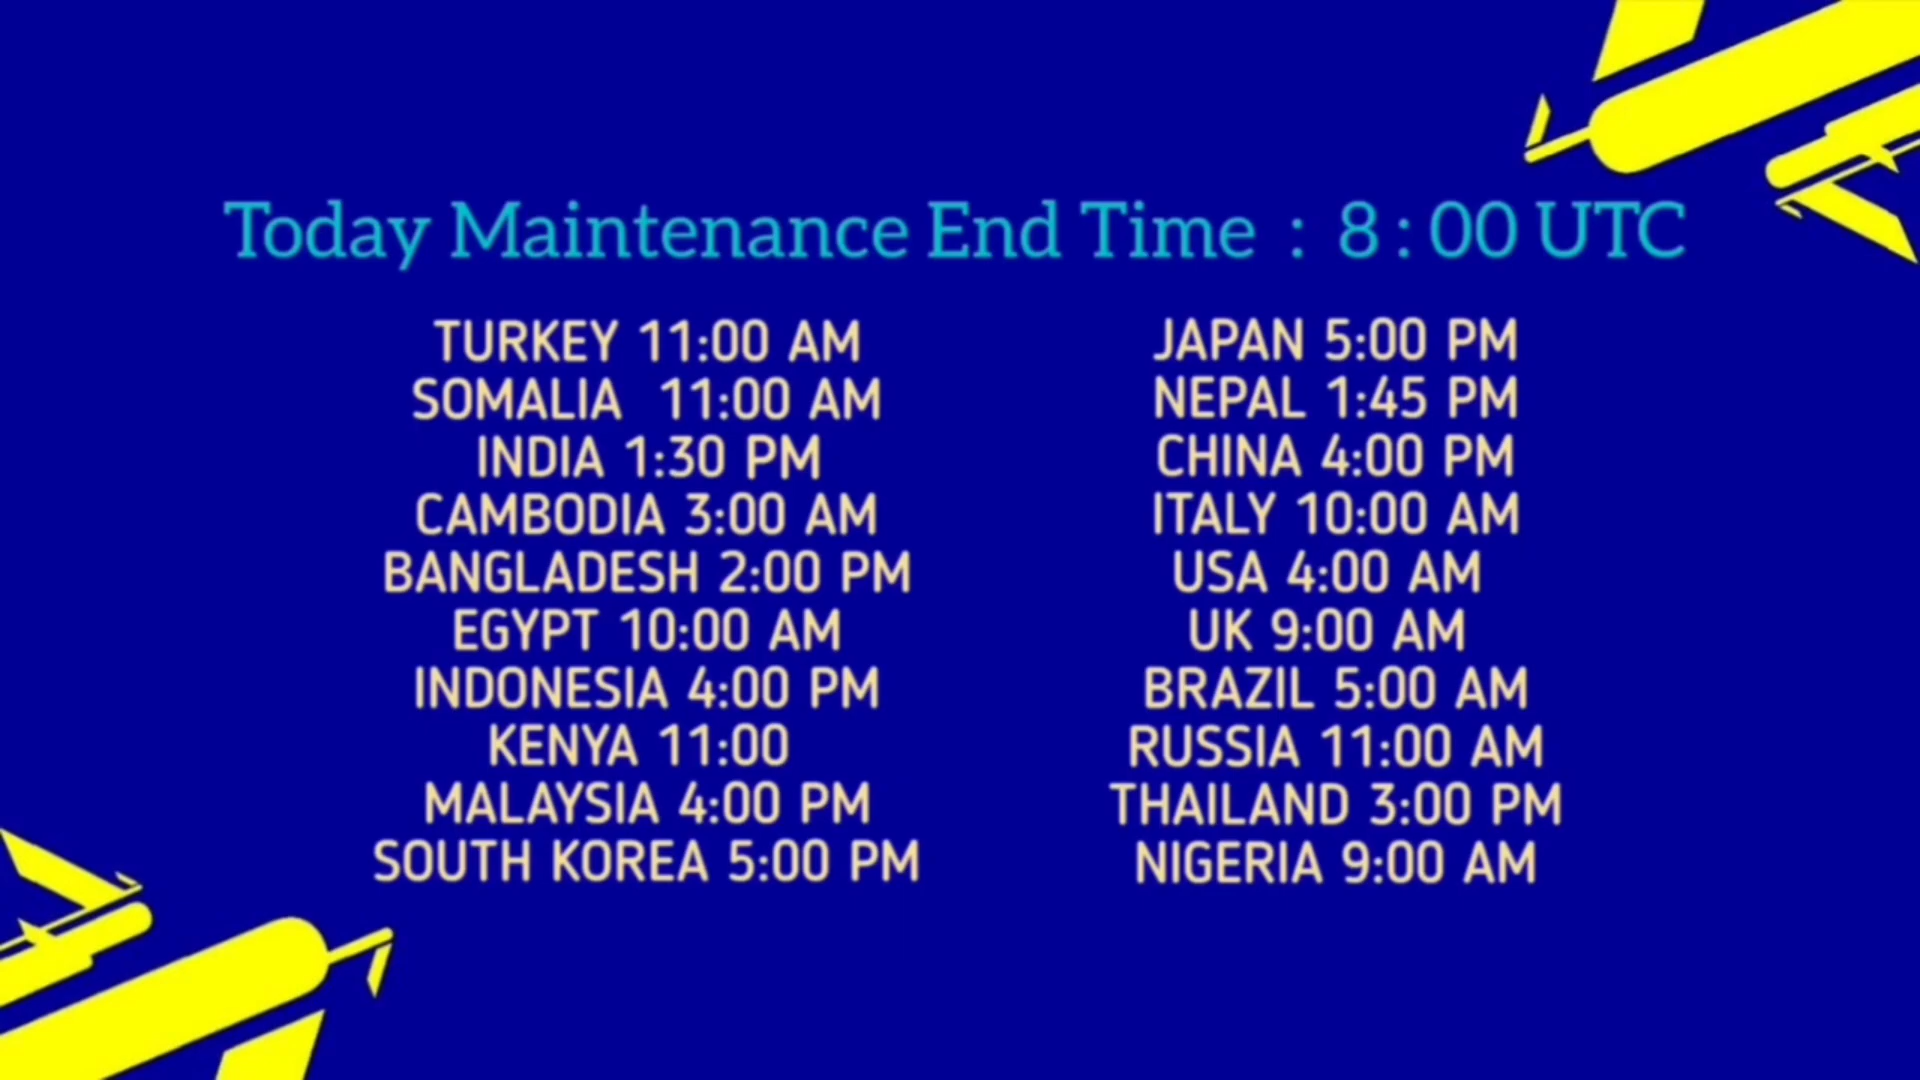 Today Maintenance End Time : 8 : 00 UTC
TURKEY 11:00 AM
SOMALIA 11:00 AM
INDIA 1:30 PM
CAMBODIA 3:00 AM
BANGLADESH 2:00 PM
EGYPT 10:00 AM
INDONESIA 4:00 PM
KENYA 11:00
MALAYSIA 4:00 PM
SOUTH KOREA 5:00 PM
JAPAN 5:00 PM
NEPAL 1:45 PM
CHINA 4:00 PM
ITALY 10:00 AM
USA 4:00 AM
UK 9:00 AM
BRAZIL 5:00 AM
RUSSIA 11:00 AM
THAILAND 3:00 PM
NIGERIA 9:00 AM